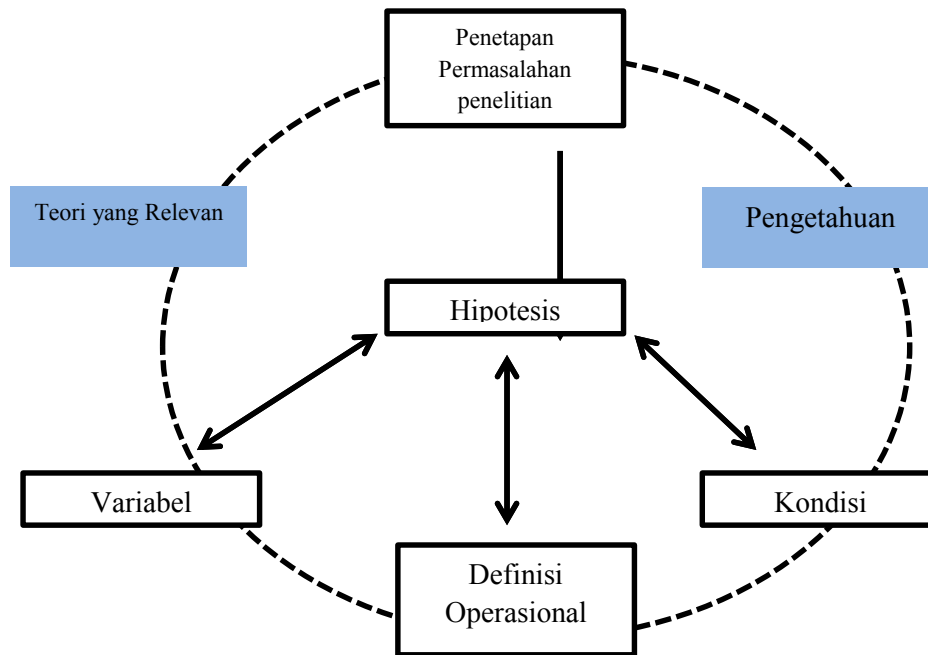 Penetapan
Permasalahan
penelitian
Teori yang Relevan
Pengetahuan
Hipotesis
Variabel
Kondisi
Definisi
Operasional